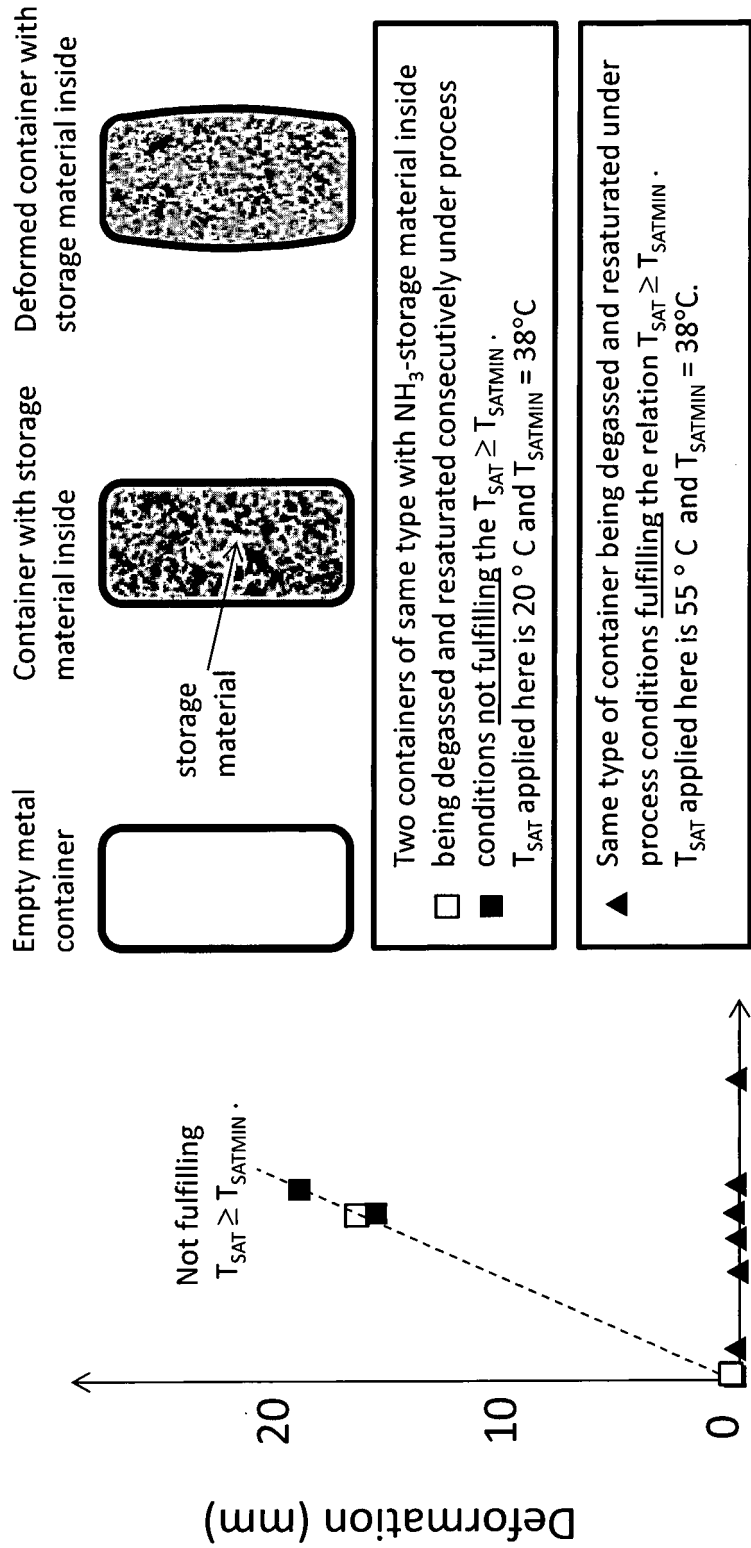 Empty metal
container
Container with storage
material inside
Deformed container with
storage material inside
storage
material
Two containers of same type with NH₃-storage material inside
being degassed and resaturated consecutively under process
conditions not fulfilling the T_SAT ≥ T_SATMIN.
T_SAT applied here is 20 ° C and T_SATMIN = 38°C
Same type of container being degassed and resaturated under
process conditions fulfilling the relation T_SAT ≥ T_SATMIN.
T_SAT applied here is 55 ° C and T_SATMIN = 38°C.
Not fulfilling
T_SAT ≥ T_SATMIN.
Deformation (mm)
20
10
0